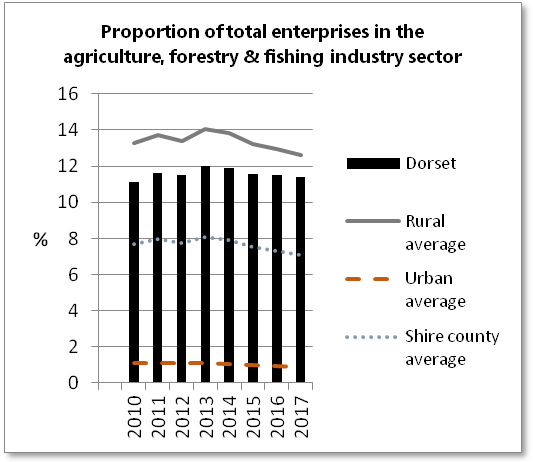 Proportion of total enterprises in the
agriculture, forestry & fishing industry sector
16
14
12
10
8
6
4
2
0
%
2010
2011
2012
2013
2014
2015
2016
2017
Dorset
Rural
average
Urban
average
Shire county
average